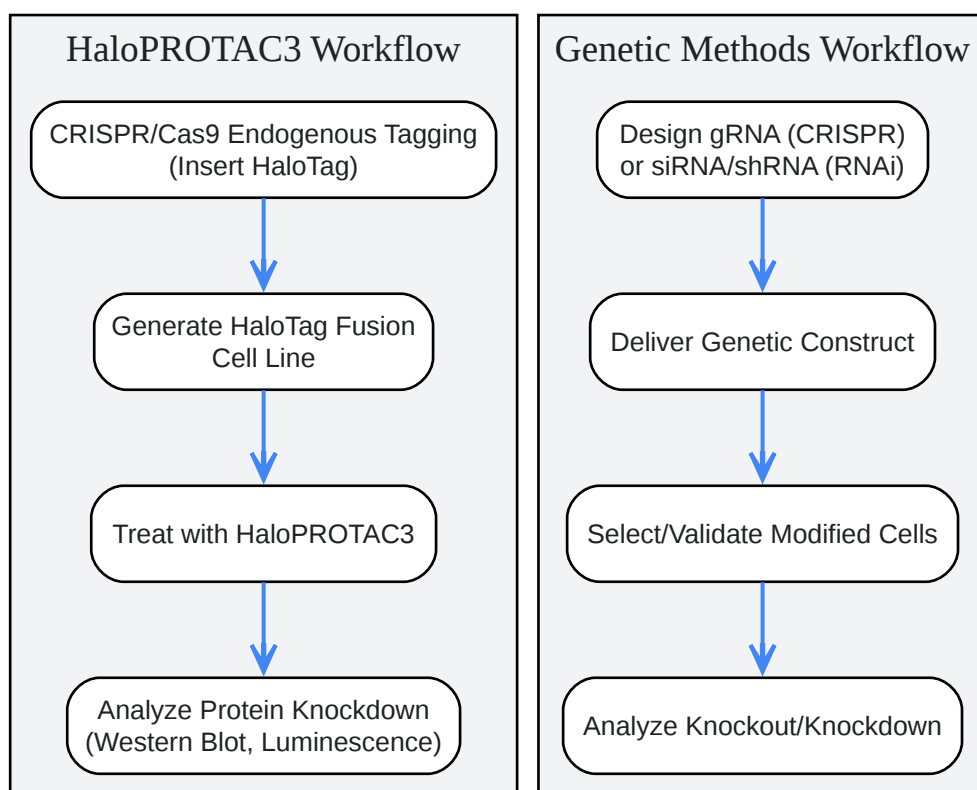 HaloPROTAC3 Workflow
CRISPR/Cas9 Endogenous Tagging
(Insert HaloTag)
Generate HaloTag Fusion
Cell Line
Treat with HaloPROTAC3
Analyze Protein Knockdown
(Western Blot, Luminescence)
Genetic Methods Workflow
Design gRNA (CRISPR)
or siRNA/shRNA (RNAi)
Deliver Genetic Construct
Select/Validate Modified Cells
Analyze Knockout/Knockdown